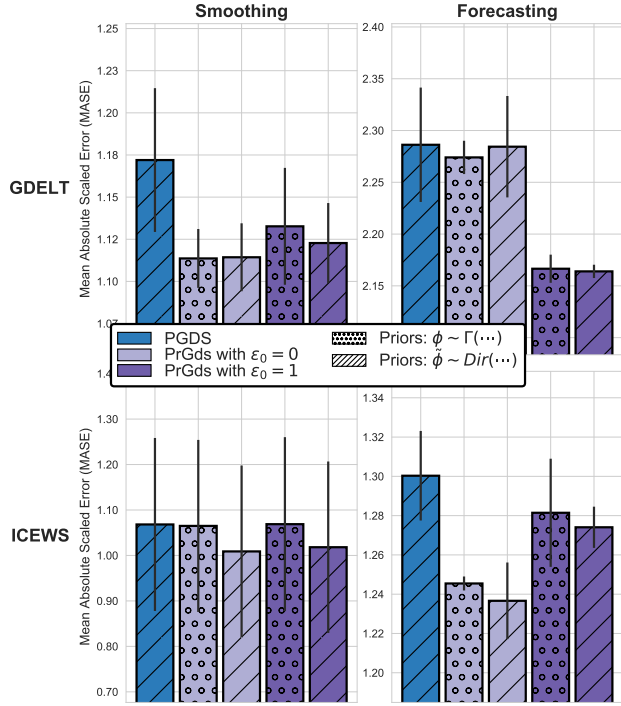 Smoothing
Forecasting
GDELT
Mean Absolute Scaled Error (MASE)
1.25
1.23
1.20
1.18
1.15
1.12
1.10
1.07
2.40
2.35
2.30
2.25
2.20
2.15
PGDS
PrGds with ε₀ = 0
PrGds with ε₀ = 1
Priors: ϕ ~ Γ(⋯)
Priors: ϕ̃ ~ Dir(⋯)
ICEWS
Mean Absolute Scaled Error (MASE)
1.30
1.20
1.10
1.00
0.90
0.80
0.70
1.34
1.32
1.30
1.28
1.26
1.24
1.22
1.20